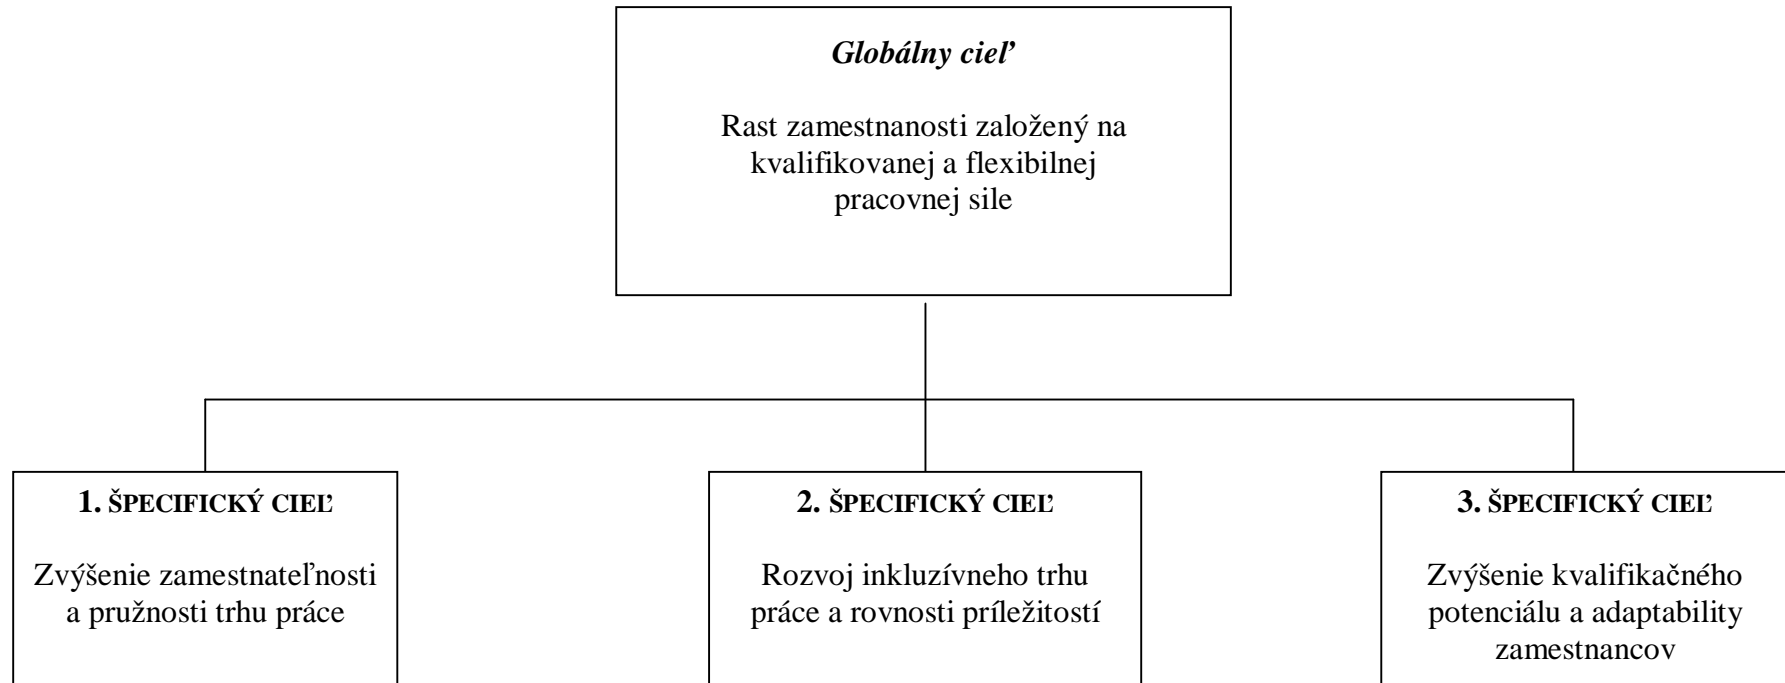 Globálny cieľ
Rast zamestnanosti založený na
kvalifikovanej a flexibilnej
pracovnej sile
1. ŠPECIFICKÝ CIEĽ
Zvýšenie zamestnateľnosti
a pružnosti trhu práce
2. ŠPECIFICKÝ CIEĽ
Rozvoj inkluzívneho trhu
práce a rovnosti príležitostí
3. ŠPECIFICKÝ CIEĽ
Zvýšenie kvalifikačného
potenciálu a adaptability
zamestnancov